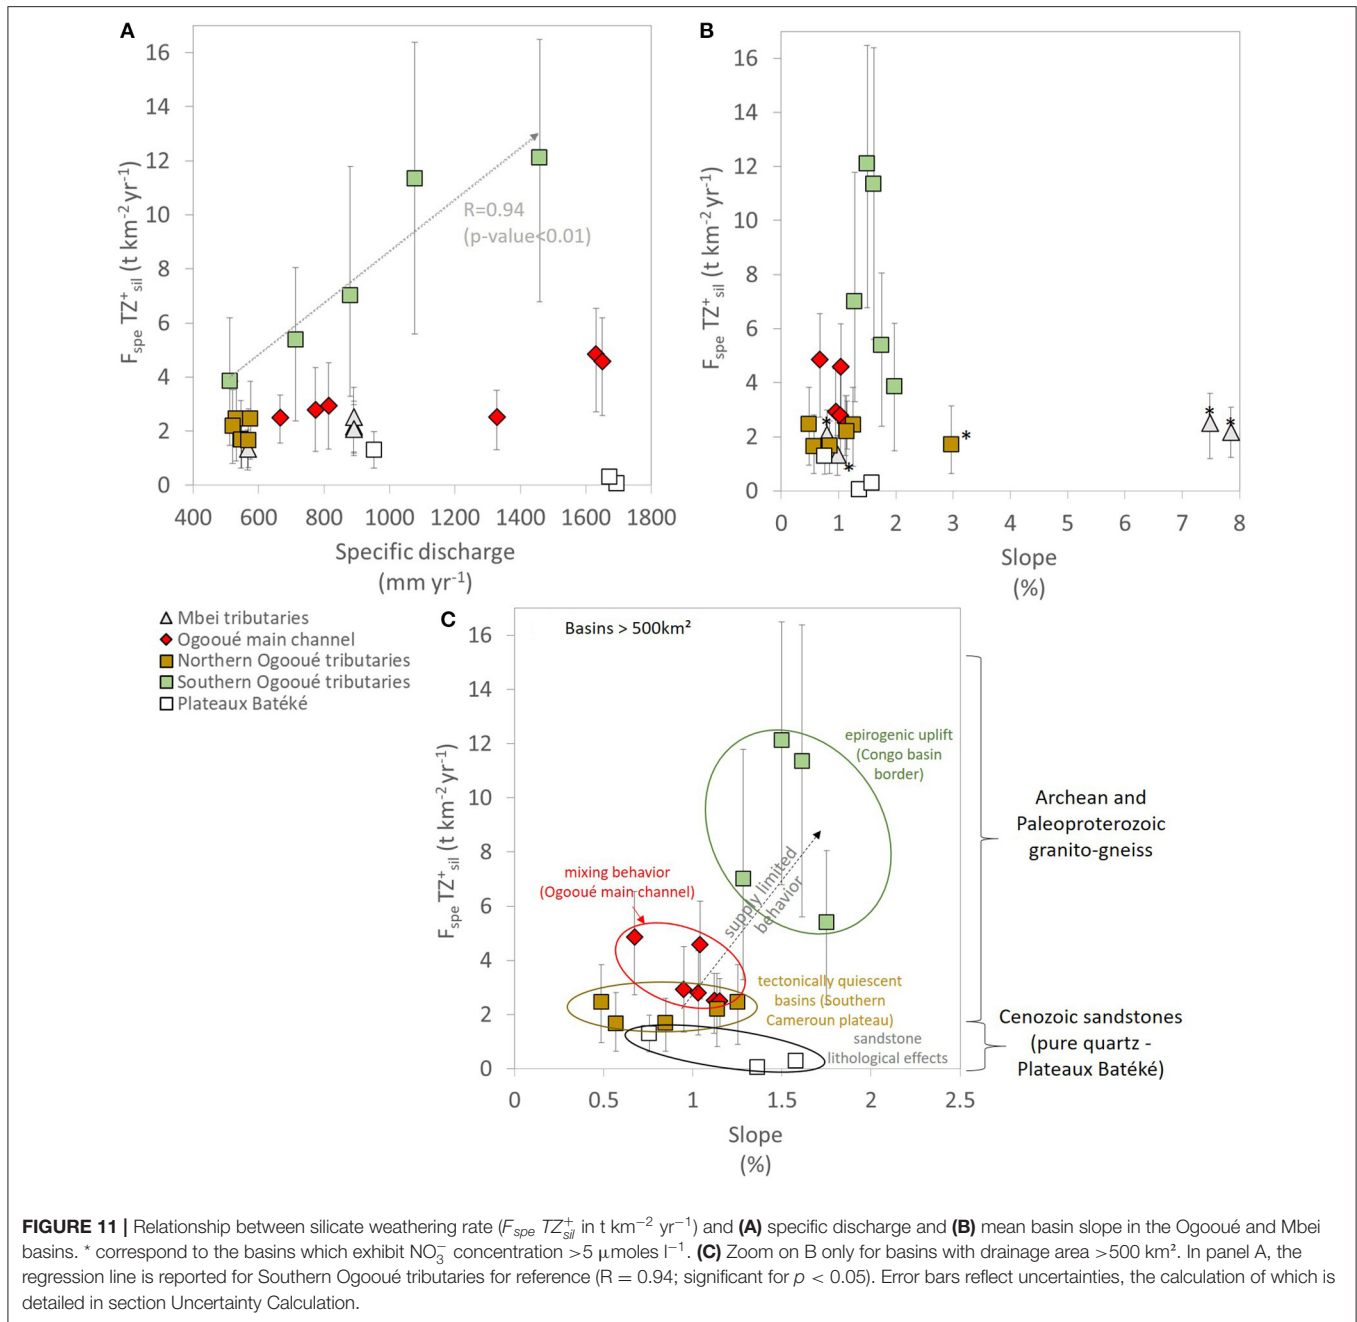 A
16
14
12
10
8
6
4
2
0
F_spe TZ⁺_sil (t km⁻² yr⁻¹)
R=0.94
(p-value<0.01)
400 600 800 1000 1200 1400 1600 1800
Specific discharge
(mm yr⁻¹)
B
16
14
12
10
8
6
4
2
0
F_spe TZ⁺_sil (t km⁻² yr⁻¹)
* * * * *
0 1 2 3 4 5 6 7 8
Slope
(%)
Mbei tributaries
Ogooué main channel
Northern Ogooué tributaries
Southern Ogooué tributaries
Plateaux Batéké
C
Basins > 500km²
16
14
12
10
8
6
4
2
0
F_spe TZ⁺_sil (t km⁻² yr⁻¹)
epirogenic uplift
(Congo basin
border)
mixing behavior
(Ogooué main channel)
supply limited
behavior
tectonically quiescent
basins (Southern
Cameroun plateau)
sandstone
lithological effects
0 0.5 1 1.5 2 2.5
Slope
(%)
Archean and
Paleoproterozoic
granito-gneiss
Cenozoic sandstones
(pure quartz -
Plateaux Batéké)
FIGURE 11 | Relationship between silicate weathering rate (F_spe TZ⁺_sil in t km⁻² yr⁻¹) and (A) specific discharge and (B) mean basin slope in the Ogooué and Mbei
basins. * correspond to the basins which exhibit NO₃⁻ concentration >5 μmoles l⁻¹. (C) Zoom on B only for basins with drainage area >500 km². In panel A, the
regression line is reported for Southern Ogooué tributaries for reference (R = 0.94; significant for p < 0.05). Error bars reflect uncertainties, the calculation of which is
detailed in section Uncertainty Calculation.